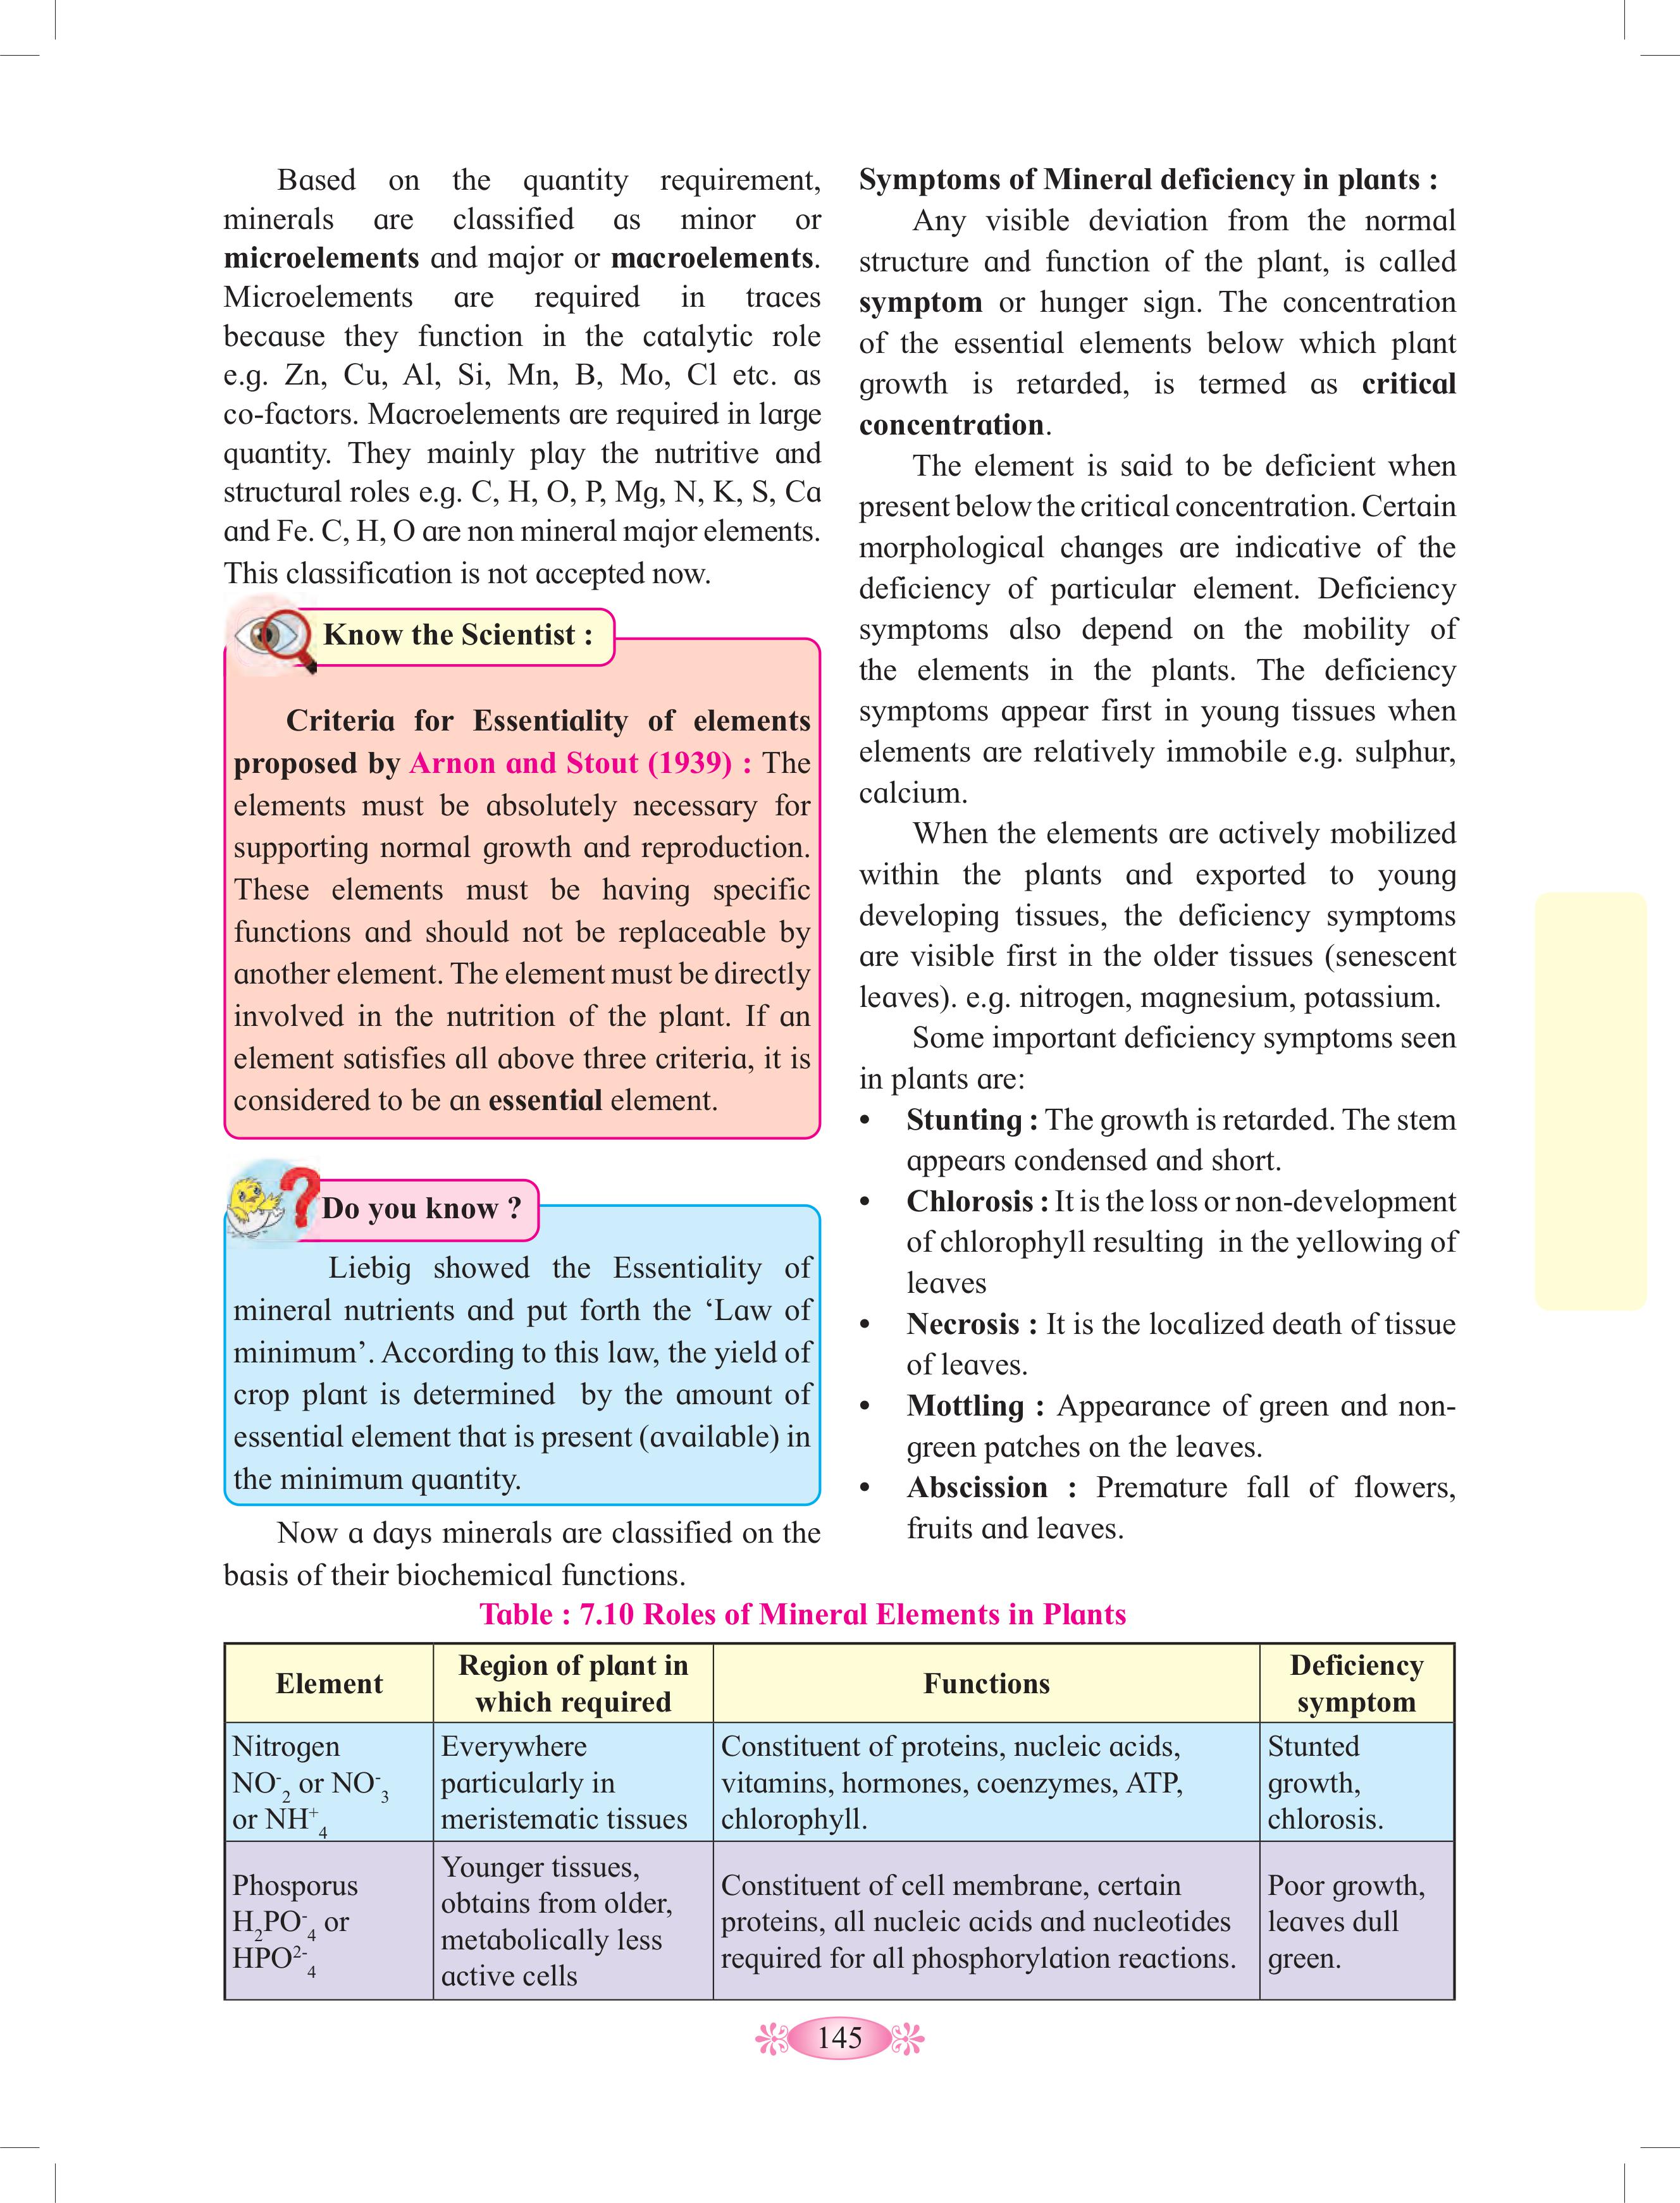 Based on the quantity requirement,
minerals are classified as minor or
microelements and major or macroelements.
Microelements are required in traces
because they function in the catalytic role
e.g. Zn, Cu, Al, Si, Mn, B, Mo, Cl etc. as
co-factors. Macroelements are required in large
quantity. They mainly play the nutritive and
structural roles e.g. C, H, O, P, Mg, N, K, S, Ca
and Fe. C, H, O are non mineral major elements.
This classification is not accepted now.
Know the Scientist :
Criteria for Essentiality of elements
proposed by Arnon and Stout (1939) : The
elements must be absolutely necessary for
supporting normal growth and reproduction.
These elements must be having specific
functions and should not be replaceable by
another element. The element must be directly
involved in the nutrition of the plant. If an
element satisfies all above three criteria, it is
considered to be an essential element.
Do you know ?
Liebig showed the Essentiality of
mineral nutrients and put forth the ‘Law of
minimum’. According to this law, the yield of
crop plant is determined by the amount of
essential element that is present (available) in
the minimum quantity.
Now a days minerals are classified on the
basis of their biochemical functions.
Symptoms of Mineral deficiency in plants :
Any visible deviation from the normal
structure and function of the plant, is called
symptom or hunger sign. The concentration
of the essential elements below which plant
growth is retarded, is termed as critical
concentration.
The element is said to be deficient when
present below the critical concentration. Certain
morphological changes are indicative of the
deficiency of particular element. Deficiency
symptoms also depend on the mobility of
the elements in the plants. The deficiency
symptoms appear first in young tissues when
elements are relatively immobile e.g. sulphur,
calcium.
When the elements are actively mobilized
within the plants and exported to young
developing tissues, the deficiency symptoms
are visible first in the older tissues (senescent
leaves). e.g. nitrogen, magnesium, potassium.
Some important deficiency symptoms seen
in plants are:
• Stunting : The growth is retarded. The stem
appears condensed and short.
• Chlorosis : It is the loss or non-development
of chlorophyll resulting in the yellowing of
leaves
• Necrosis : It is the localized death of tissue
of leaves.
• Mottling : Appearance of green and non-
green patches on the leaves.
• Abscission : Premature fall of flowers,
fruits and leaves.
Table : 7.10 Roles of Mineral Elements in Plants
Element
Region of plant in
which required
Functions
Deficiency
symptom
Nitrogen
NO⁻₂ or NO⁻₃
or NH⁺₄
Everywhere
particularly in
meristematic tissues
Constituent of proteins, nucleic acids,
vitamins, hormones, coenzymes, ATP,
chlorophyll.
Stunted
growth,
chlorosis.
Phosporus
H₂PO⁻₄ or
HPO²⁻₄
Younger tissues,
obtains from older,
metabolically less
active cells
Constituent of cell membrane, certain
proteins, all nucleic acids and nucleotides
required for all phosphorylation reactions.
Poor growth,
leaves dull
green.
145